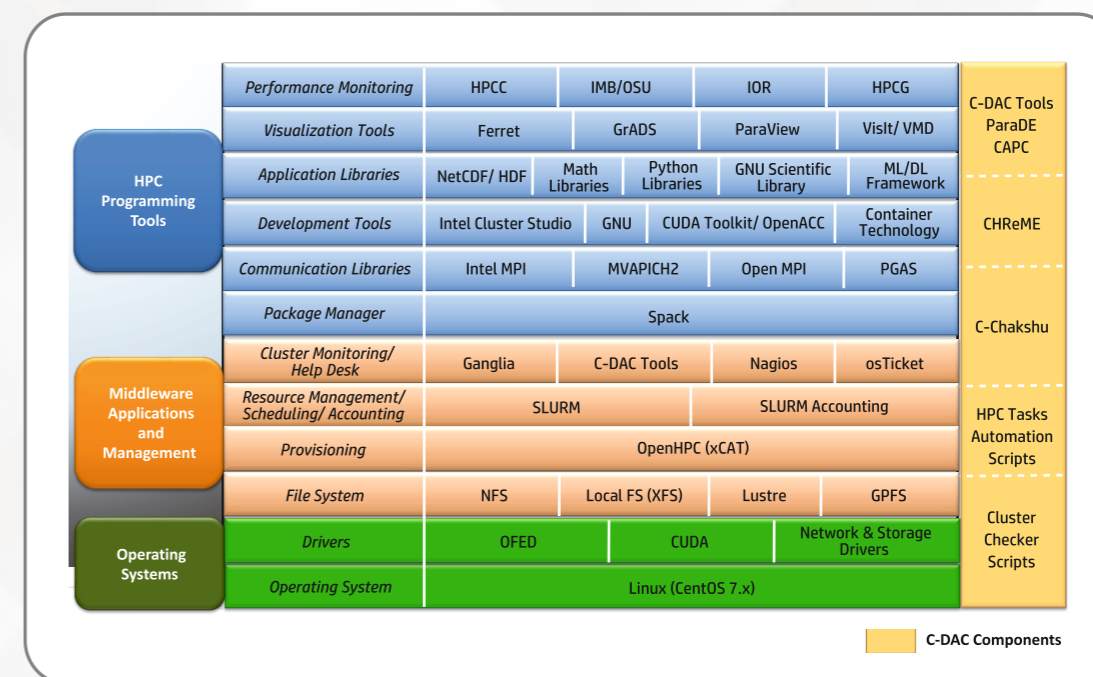 HPC
Programming
Tools
Middleware
Applications
and
Management
Operating
Systems
Performance Monitoring HPCC IMB/OSU IOR HPCG
Visualization Tools Ferret GrADS ParaView VisIt/ VMD
Application Libraries NetCDF/ HDF Math Libraries Python Libraries GNU Scientific Library ML/DL Framework
Development Tools Intel Cluster Studio GNU CUDA Toolkit/ OpenACC Container Technology
Communication Libraries Intel MPI MVAPICH2 Open MPI PGAS
Package Manager Spack
Cluster Monitoring/ Help Desk Ganglia C-DAC Tools Nagios osTicket
Resource Management/ Scheduling/ Accounting SLURM SLURM Accounting
Provisioning OpenHPC (xCAT)
File System NFS Local FS (XFS) Lustre GPFS
Drivers OFED CUDA Network & Storage Drivers
Operating System Linux (CentOS 7.x)
C-DAC Tools
ParaDE
CAPC
CHReME
C-Chakshu
HPC Tasks
Automation
Scripts
Cluster
Checker
Scripts
C-DAC Components